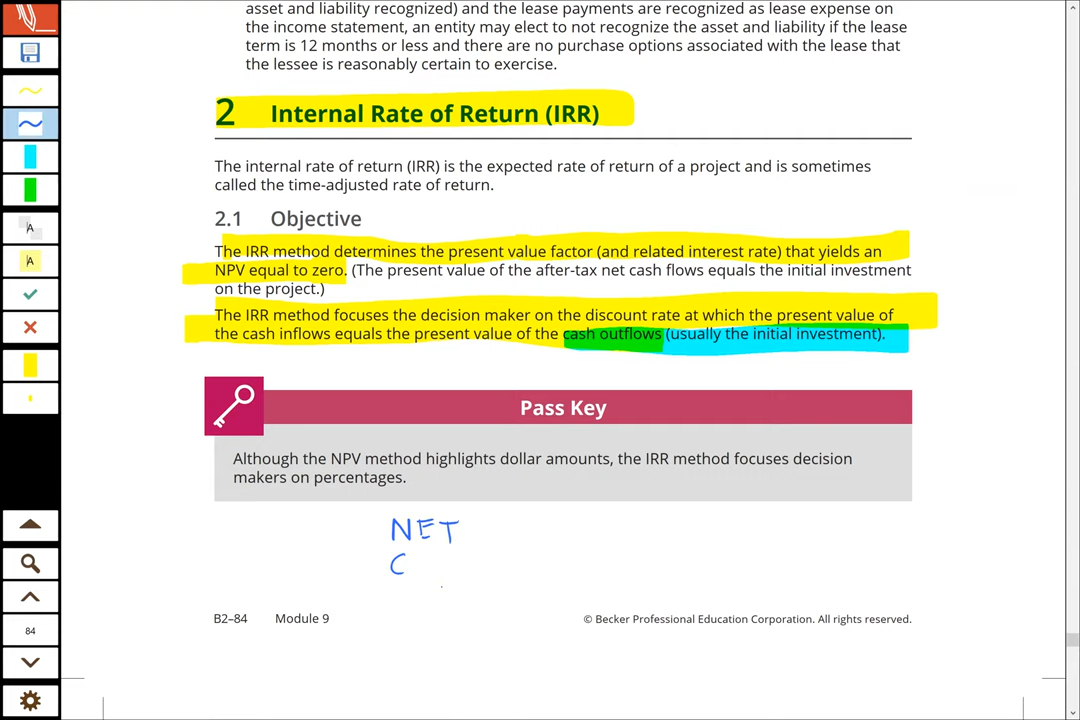 asset and liability recognized) and the lease payments are recognized as lease expense on
the income statement, an entity may elect to not recognize the asset and liability if the lease
term is 12 months or less and there are no purchase options associated with the lease that
the lessee is reasonably certain to exercise.
2 Internal Rate of Return (IRR)
The internal rate of return (IRR) is the expected rate of return of a project and is sometimes
called the time-adjusted rate of return.
2.1 Objective
The IRR method determines the present value factor (and related interest rate) that yields an
NPV equal to zero. (The present value of the after-tax net cash flows equals the initial investment
on the project.)
The IRR method focuses the decision maker on the discount rate at which the present value of
the cash inflows equals the present value of the cash outflows (usually the initial investment).
Pass Key
Although the NPV method highlights dollar amounts, the IRR method focuses decision
makers on percentages.
NET
C
B2–84 Module 9 © Becker Professional Education Corporation. All rights reserved.
A
A
84